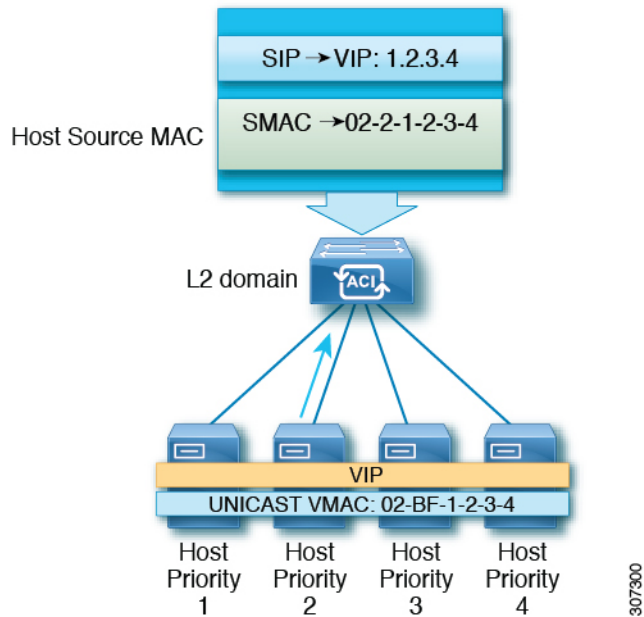 SIP → VIP: 1.2.3.4
Host Source MAC
SMAC → 02-2-1-2-3-4
L2 domain
ACI
VIP
UNICAST VMAC: 02-BF-1-2-3-4
Host Priority 1
Host Priority 2
Host Priority 3
Host Priority 4
307300